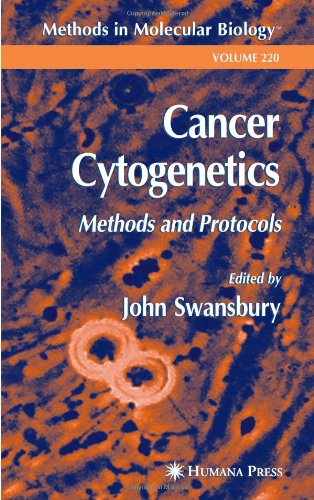 Methods in Molecular Biology™
VOLUME 220
Cancer
Cytogenetics
Methods and Protocols
Edited by
John Swansbury
HUMANA PRESS